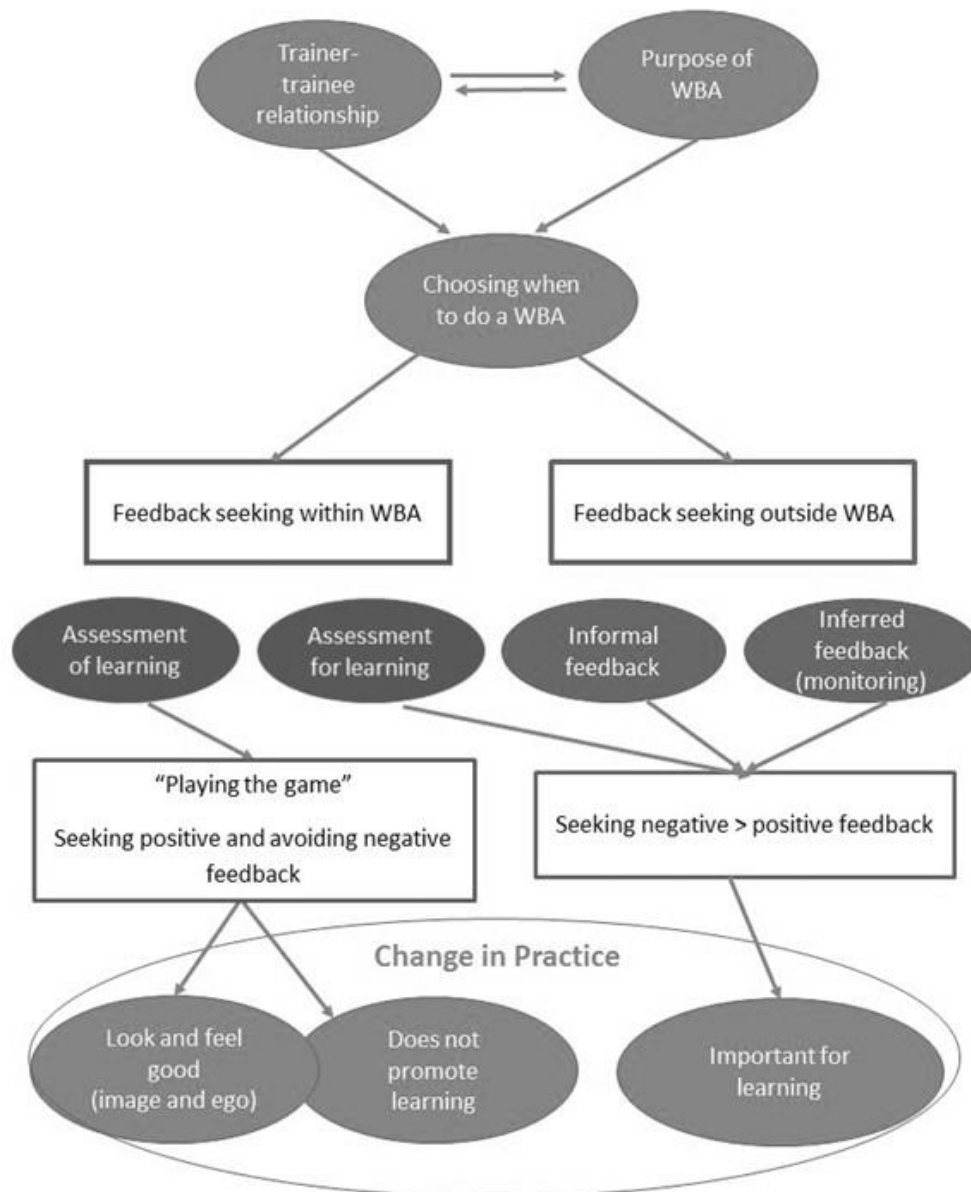 Trainer-
trainee
relationship
Purpose of
WBA
Choosing when
to do a WBA
Feedback seeking within WBA
Feedback seeking outside WBA
Assessment
of learning
Assessment
for learning
Informal
feedback
Inferred
feedback
(monitoring)
“Playing the game”
Seeking positive and avoiding negative
feedback
Seeking negative > positive feedback
Change in Practice
Look and feel
good
(image and ego)
Does not
promote
learning
Important for
learning